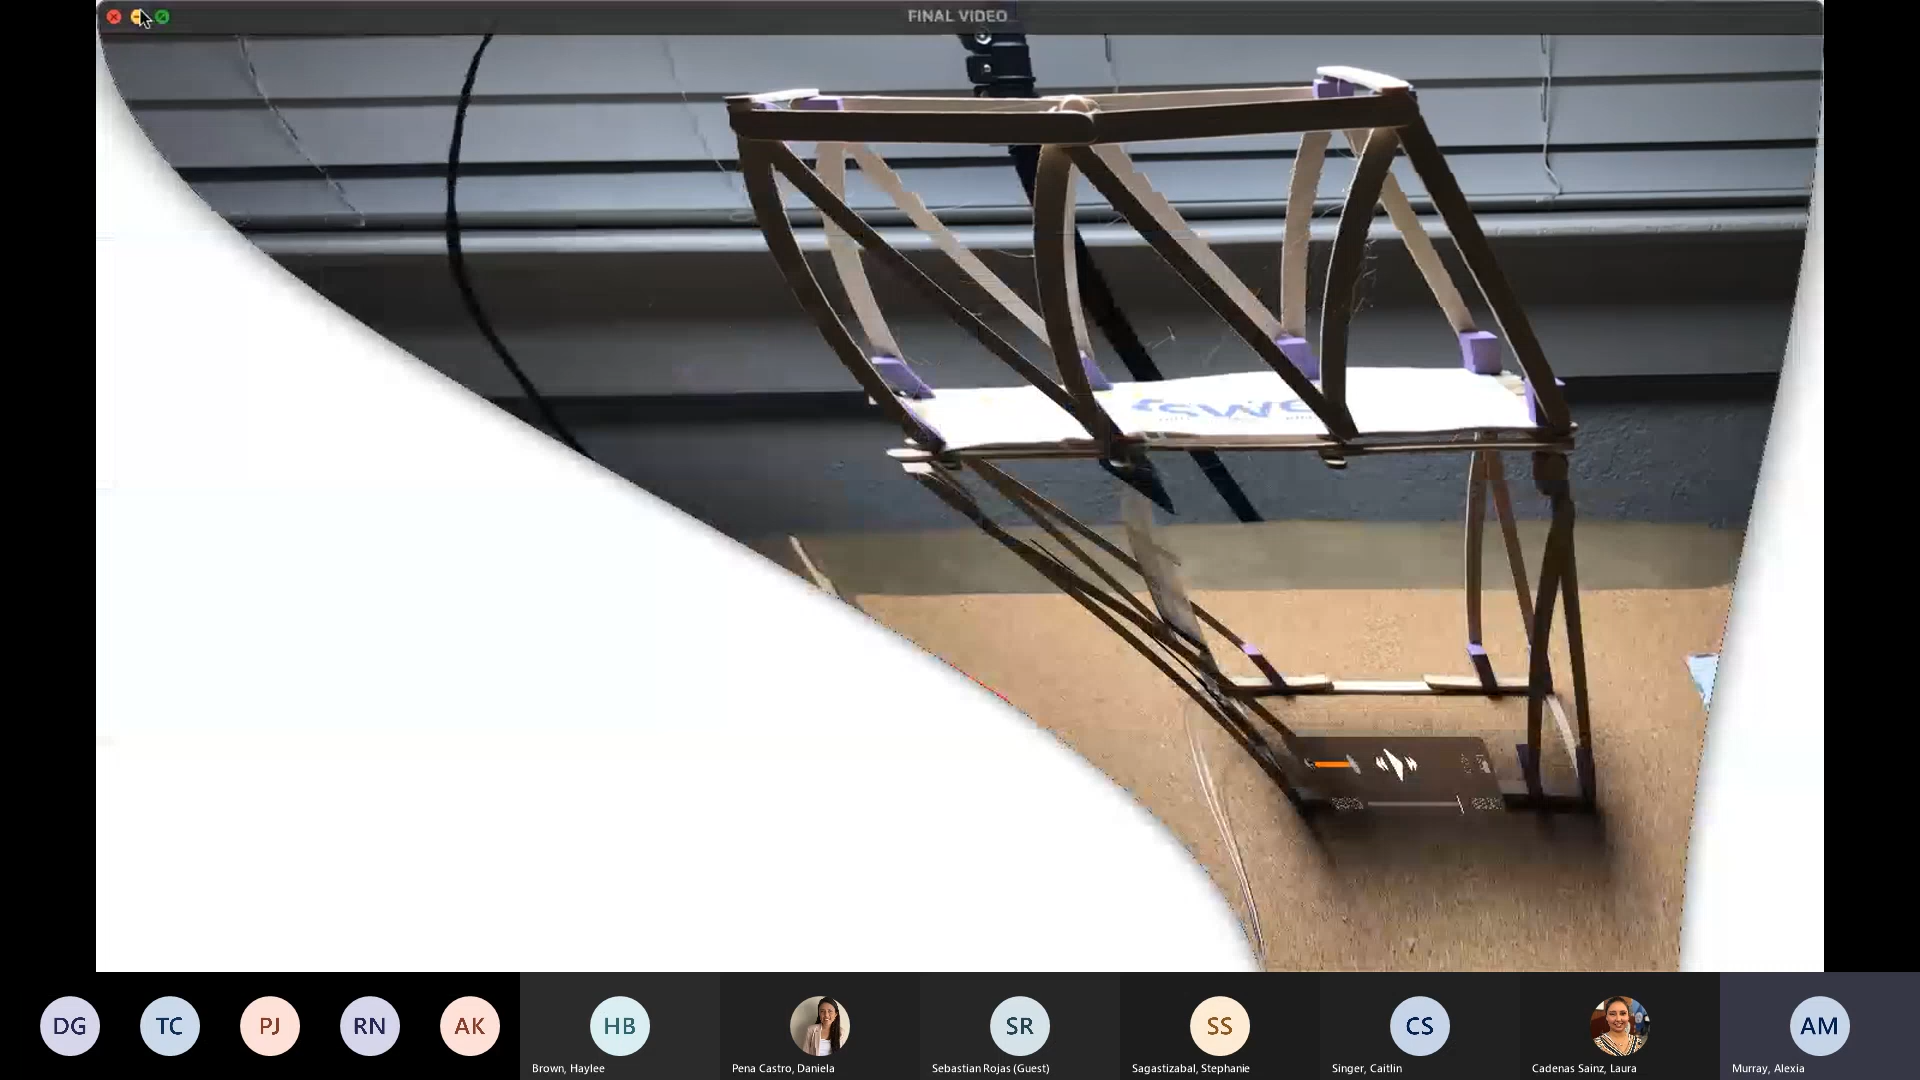 FINAL VIDEO
SWE
DG
TC
PJ
RN
AK
HB
SR
SS
CS
AM
Brown, Haylee
Pena Castro, Daniela
Sebastian Rojas (Guest)
Sagastizabal, Stephanie
Singer, Caitlin
Cadenas Sainz, Laura
Murray, Alexia